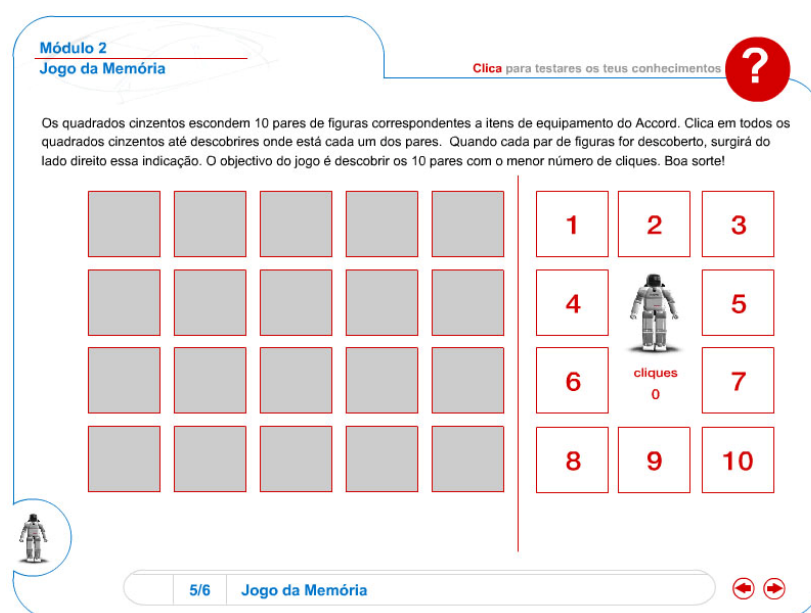 Módulo 2
Jogo da Memória
Clica para testares os teus conhecimentos
?
Os quadrados cinzentos escondem 10 pares de figuras correspondentes a itens de equipamento do Accord. Clica em todos os
quadrados cinzentos até descobrires onde está cada um dos pares. Quando cada par de figuras for descoberto, surgirá do
lado direito essa indicação. O objectivo do jogo é descobrir os 10 pares com o menor número de cliques. Boa sorte!
1 2 3
4 5
6 cliques 7
0
8 9 10
5/6 Jogo da Memória